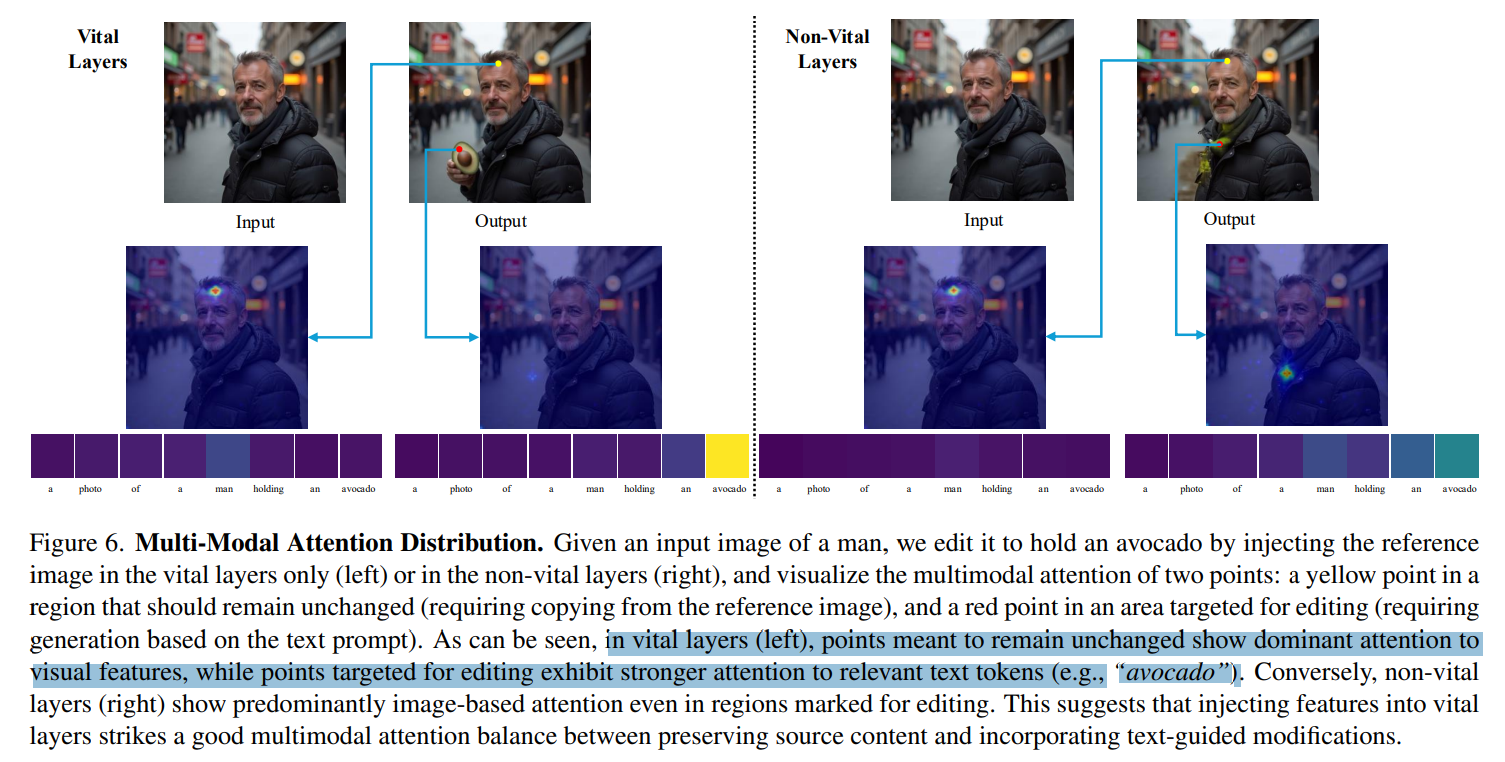 Vital
Layers
Non-Vital
Layers
Input
Output
Input
Output
a photo of a man holding an avocado
a photo of a man holding an avocado
a photo of a man holding an avocado
a photo of a man holding an avocado
Figure 6. Multi-Modal Attention Distribution. Given an input image of a man, we edit it to hold an avocado by injecting the reference
image in the vital layers only (left) or in the non-vital layers (right), and visualize the multimodal attention of two points: a yellow point in a
region that should remain unchanged (requiring copying from the reference image), and a red point in an area targeted for editing (requiring
generation based on the text prompt). As can be seen, in vital layers (left), points meant to remain unchanged show dominant attention to
visual features, while points targeted for editing exhibit stronger attention to relevant text tokens (e.g., “avocado”). Conversely, non-vital
layers (right) show predominantly image-based attention even in regions marked for editing. This suggests that injecting features into vital
layers strikes a good multimodal attention balance between preserving source content and incorporating text-guided modifications.